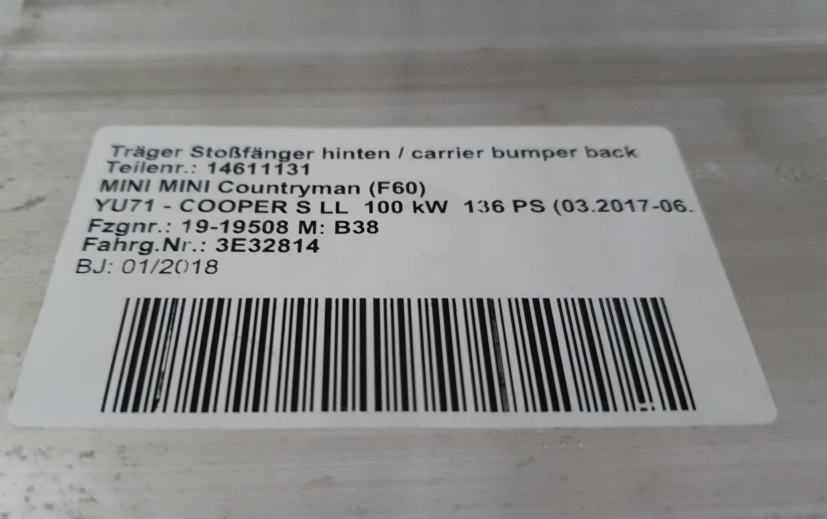 Träger Stoßfänger hinten / carrier bumper back
Teilenr.: 14611131
MINI MINI Countryman (F60)
YU71 - COOPER S LL 100 kW 136 PS (03.2017-06.
Fzgnr.: 19-19508 M: B38
Fahrg.Nr.: 3E32814
BJ: 01/2018